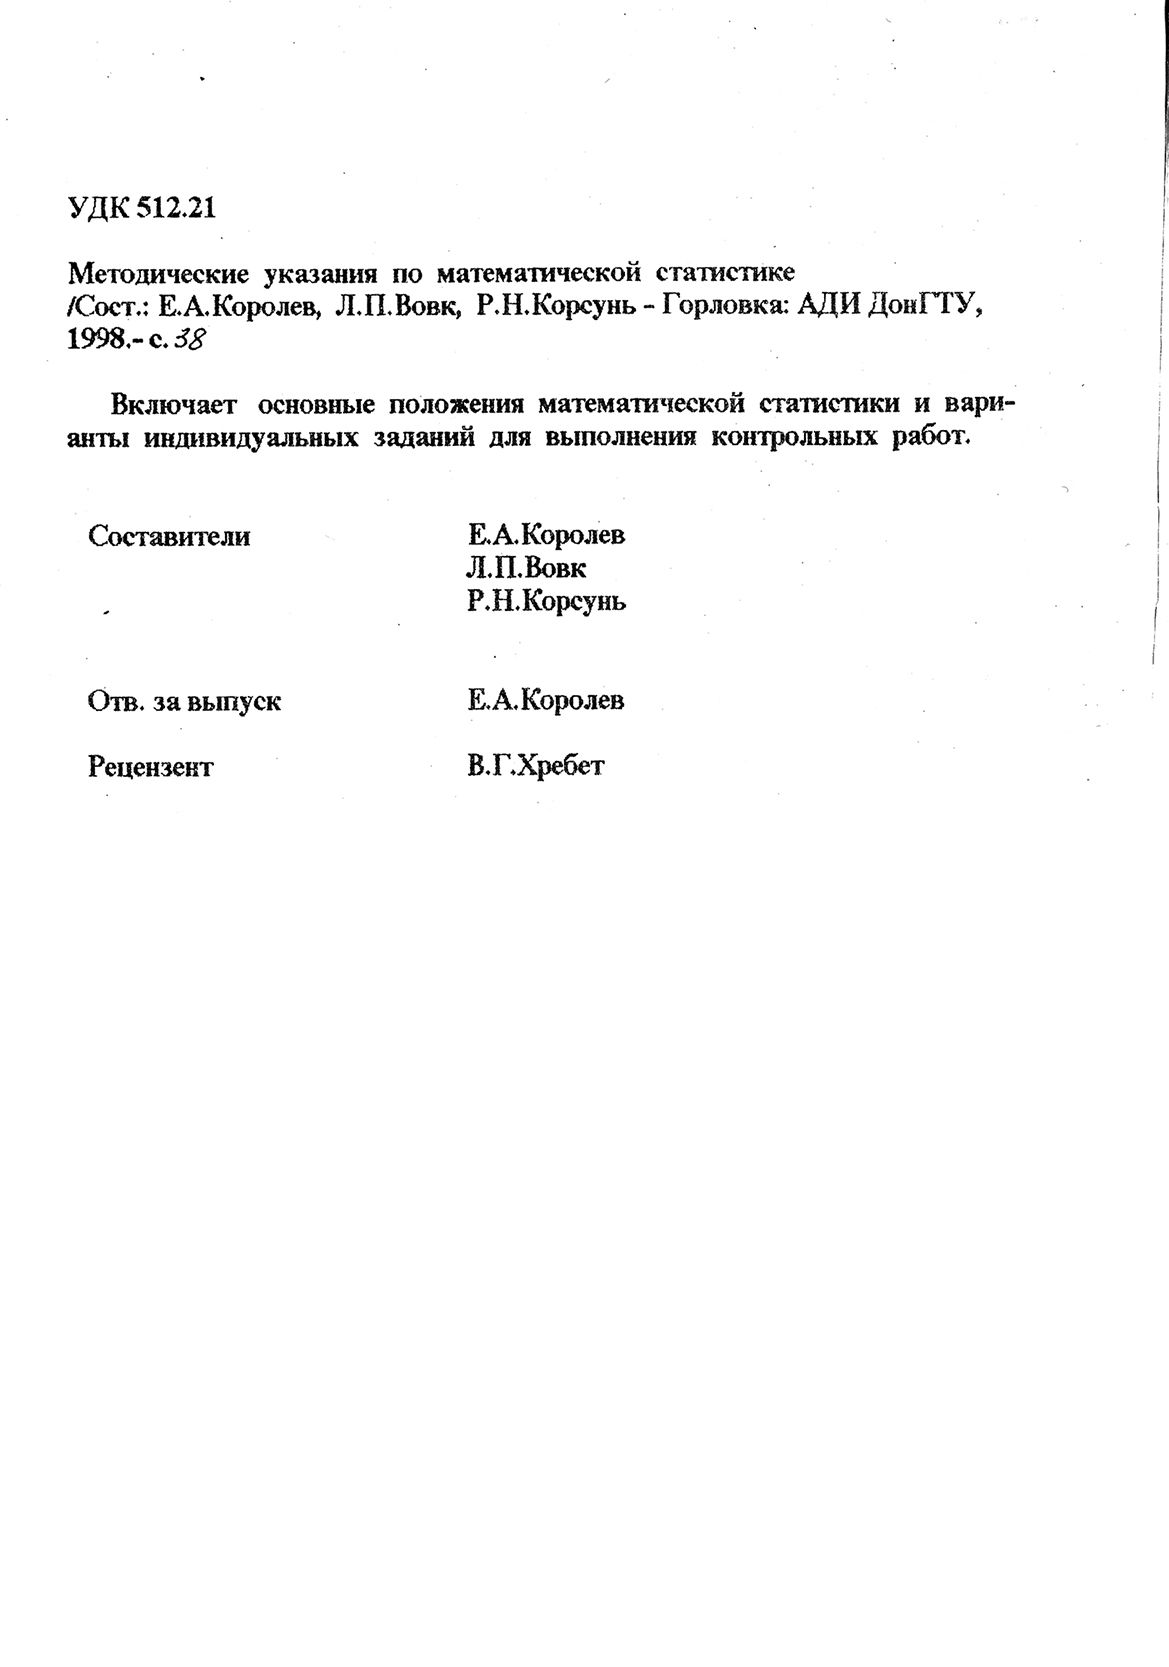 УДК 512.21
Методические указания по математической статистике
/Сост.: Е.А.Королев, Л.П.Вовк, Р.Н.Корсунь - Горловка: АДИ ДонГТУ,
1998.- с. 38
Включает основные положения математической статистики и вари-
анты индивидуальных заданий для выполнения контрольных работ.
Составители Е.А.Королев
Л.П.Вовк
Р.Н.Корсунь
Отв. за выпуск Е.А.Королев
Рецензент В.Г.Хребет